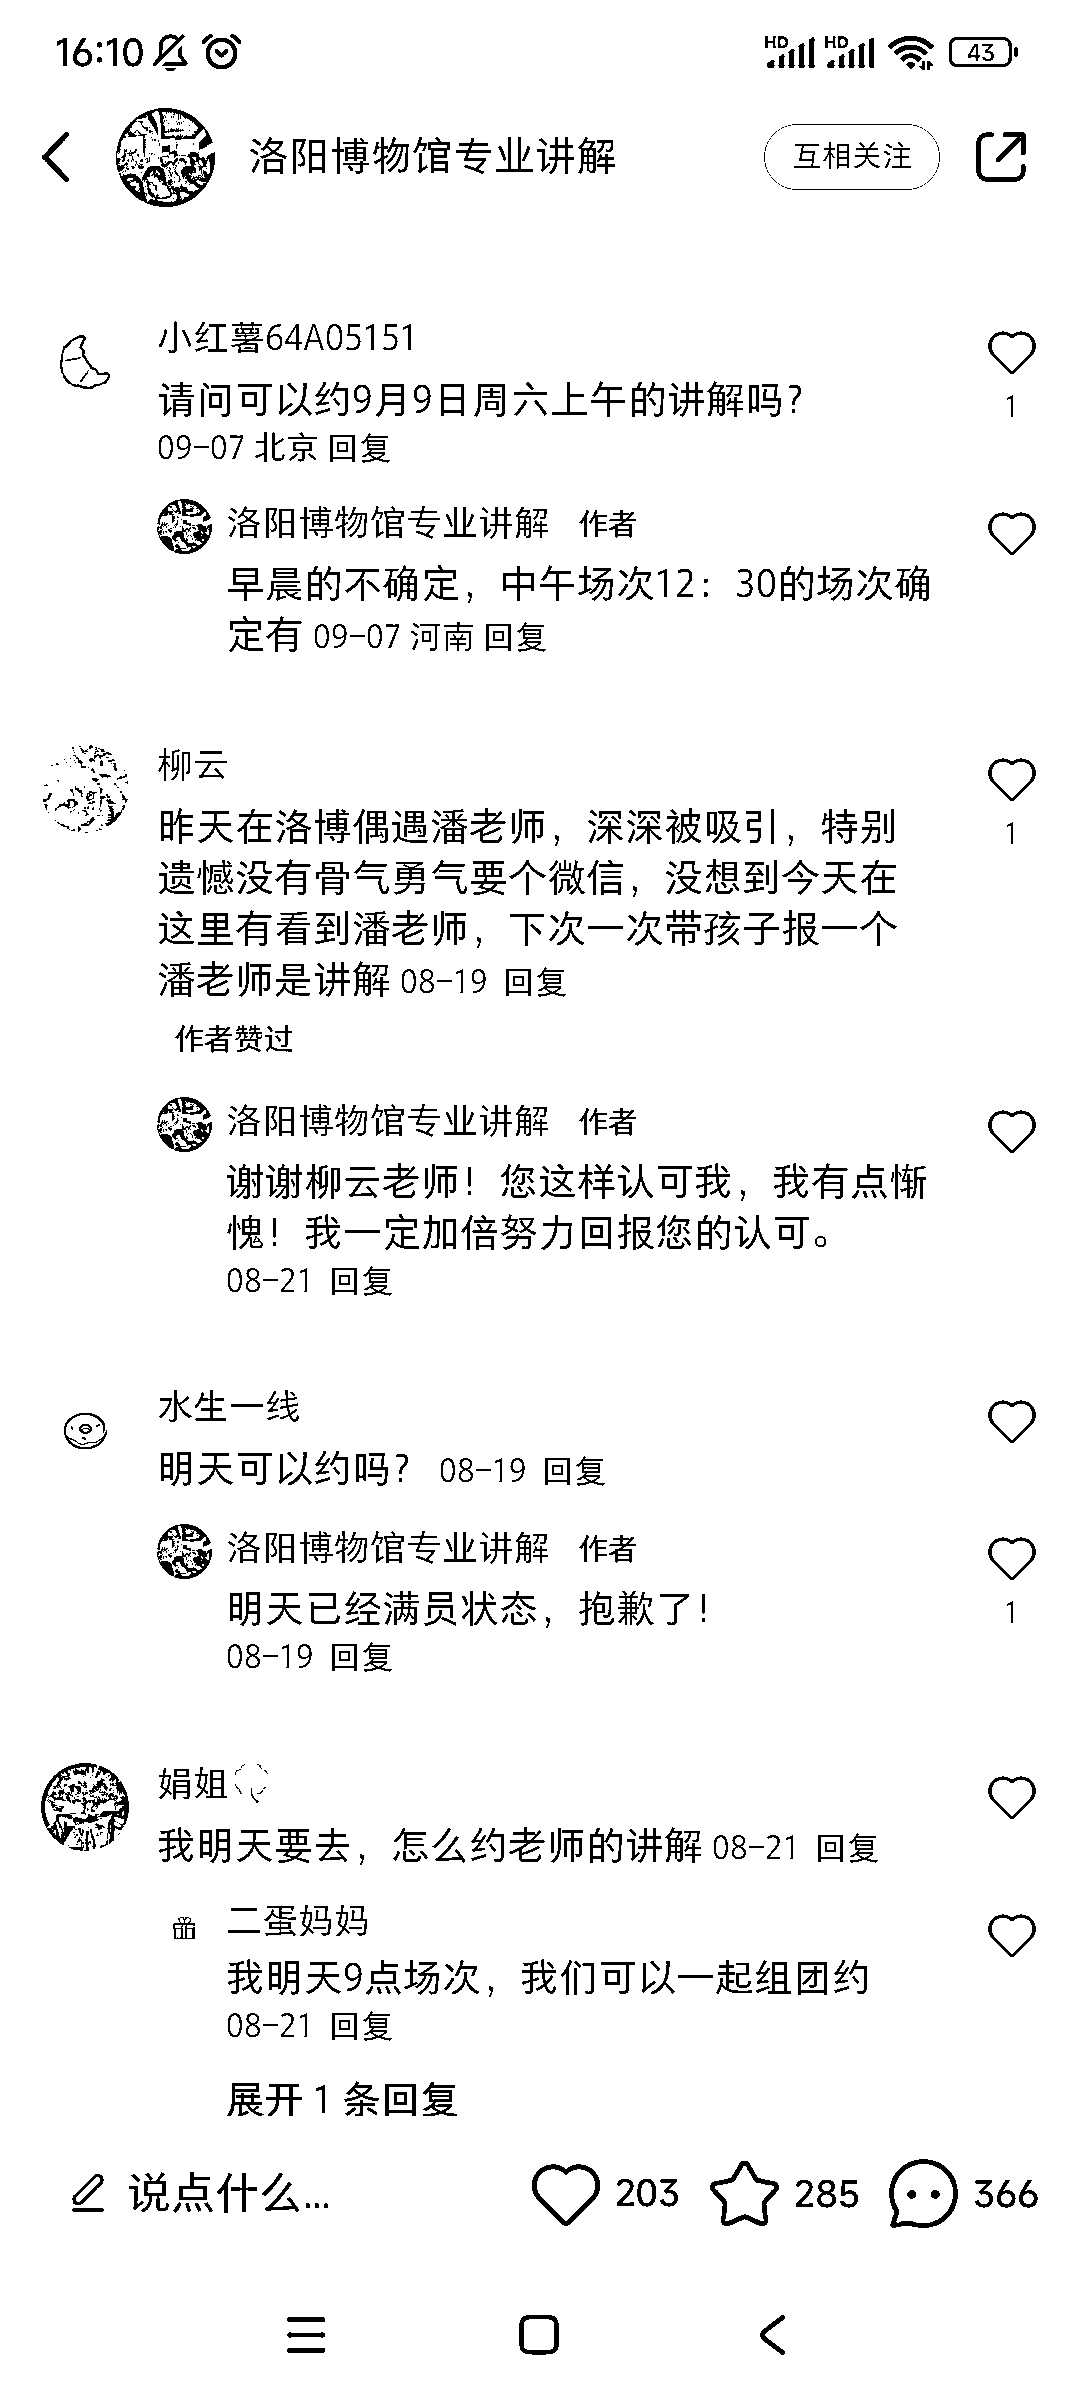 16:10 HD HD 43
洛阳博物馆专业讲解 互相关注
小红薯64A05151
请问可以约9月9日周六上午的讲解吗？
1
09-07 北京 回复
洛阳博物馆专业讲解 作者
早晨的不确定，中午场次12：30的场次确
定有 09-07 河南 回复
柳云
昨天在洛博偶遇潘老师，深深被吸引，特别
1
遗憾没有骨气勇气要个微信，没想到今天在
这里有看到潘老师，下次一次带孩子报一个
潘老师是讲解 08-19 回复
作者赞过
洛阳博物馆专业讲解 作者
谢谢柳云老师！您这样认可我，我有点惭
愧！我一定加倍努力回报您的认可。
08-21 回复
水生一线
明天可以约吗？ 08-19 回复
洛阳博物馆专业讲解 作者
明天已经满员状态，抱歉了！
1
08-19 回复
娟姐
我明天要去，怎么约老师的讲解 08-21 回复
二蛋妈妈
我明天9点场次，我们可以一起组团约
08-21 回复
展开 1 条回复
说点什么... 203 285 366